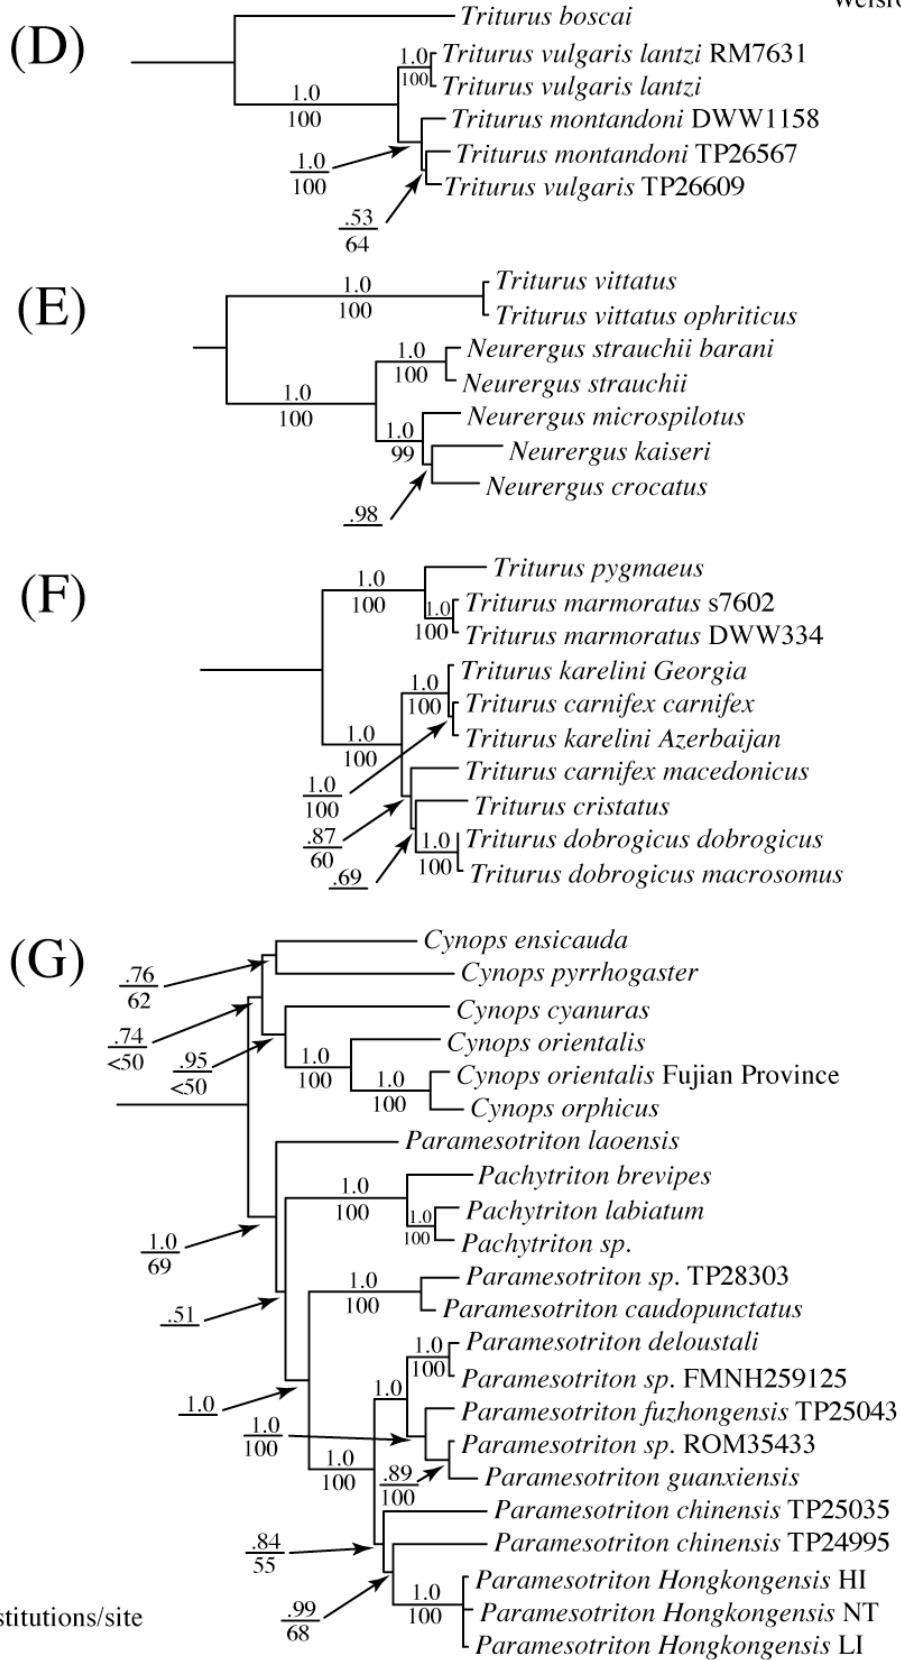 (D)
Triturus boscai
1.0
100
Triturus vulgaris lantzi RM7631
Triturus vulgaris lantzi
1.0
100
Triturus montandoni DWW1158
1.0
100
Triturus montandoni TP26567
Triturus vulgaris TP26609
.53
64
(E)
1.0
100
Triturus vittatus
Triturus vittatus ophriticus
1.0
100
Neurergus strauchii barani
Neurergus strauchii
1.0
100
Neurergus microspilotus
1.0
99
Neurergus kaiseri
Neurergus crocatus
.98
(F)
1.0
100
Triturus pygmaeus
1.0
100
Triturus marmoratus s7602
Triturus marmoratus DWW334
1.0
100
Triturus karelini Georgia
Triturus carnifex carnifex
Triturus karelini Azerbaijan
1.0
100
Triturus carnifex macedonicus
1.0
100
Triturus cristatus
.87
60
1.0
100
Triturus dobrogicus dobrogicus
Triturus dobrogicus macrosomus
.69
(G)
Cynops ensicauda
Cynops pyrrhogaster
.76
62
Cynops cyanuras
.74
<50
Cynops orientalis
.95
<50
1.0
100
1.0
100
Cynops orientalis Fujian Province
Cynops orphicus
Paramesotriton laoensis
Pachytriton brevipes
1.0
100
1.0
100
Pachytriton labiatum
Pachytriton sp.
1.0
69
Paramesotriton sp. TP28303
1.0
100
Paramesotriton caudopunctatus
.51
Paramesotriton deloustali
1.0
100
Paramesotriton sp. FMNH259125
1.0
1.0
Paramesotriton fuzhongensis TP25043
1.0
100
Paramesotriton sp. ROM35433
1.0
100
.89
100
Paramesotriton guanxiensis
Paramesotriton chinensis TP25035
.84
55
Paramesotriton chinensis TP24995
1.0
100
Paramesotriton Hongkongensis HI
Paramesotriton Hongkongensis NT
Paramesotriton Hongkongensis LI
.99
68
stitutions/site